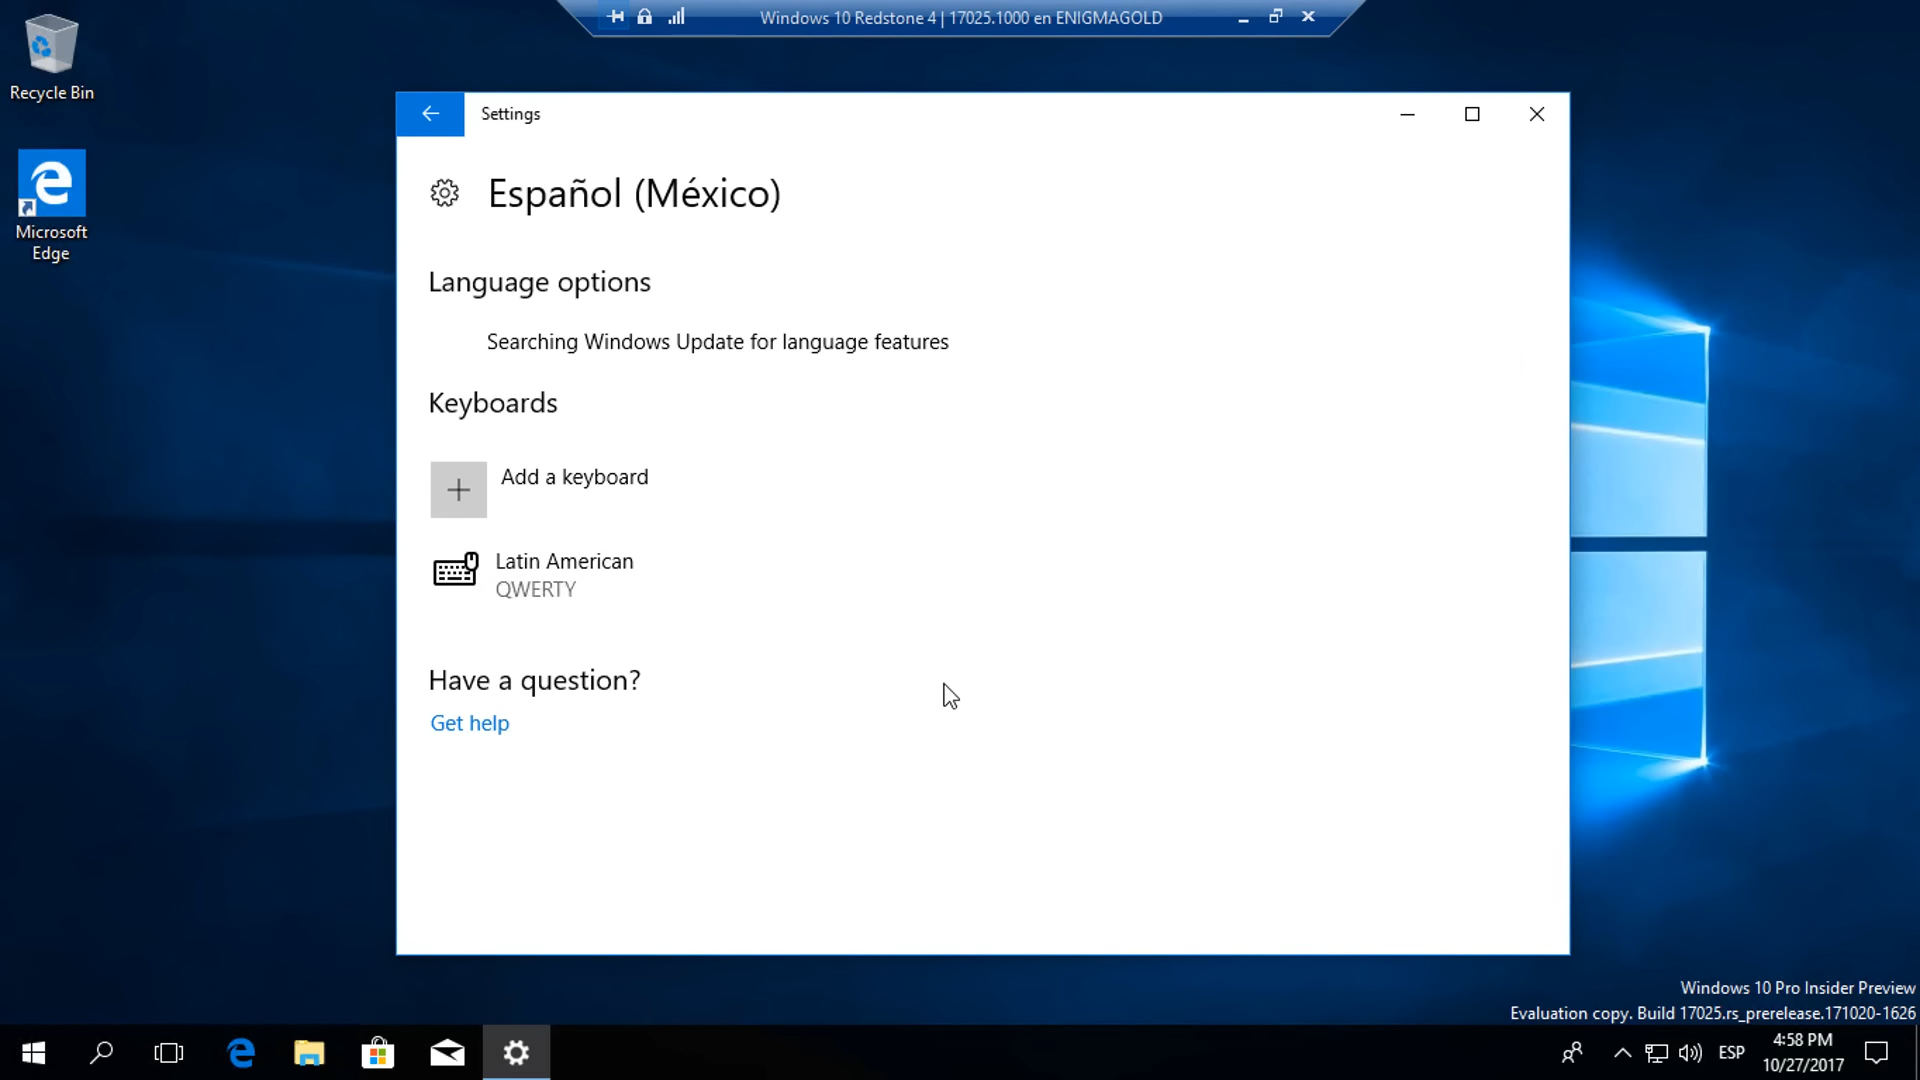 Windows 10 Redstone 4 | 17025.1000 en ENIGMAGOLD
Recycle Bin
Microsoft
Edge
Settings
Español (México)
Language options
Searching Windows Update for language features
Keyboards
Add a keyboard
Latin American
QWERTY
Have a question?
Get help
Windows 10 Pro Insider Preview
Evaluation copy. Build 17025.rs_prerelease.171020-1626
ESP
4:58 PM
10/27/2017